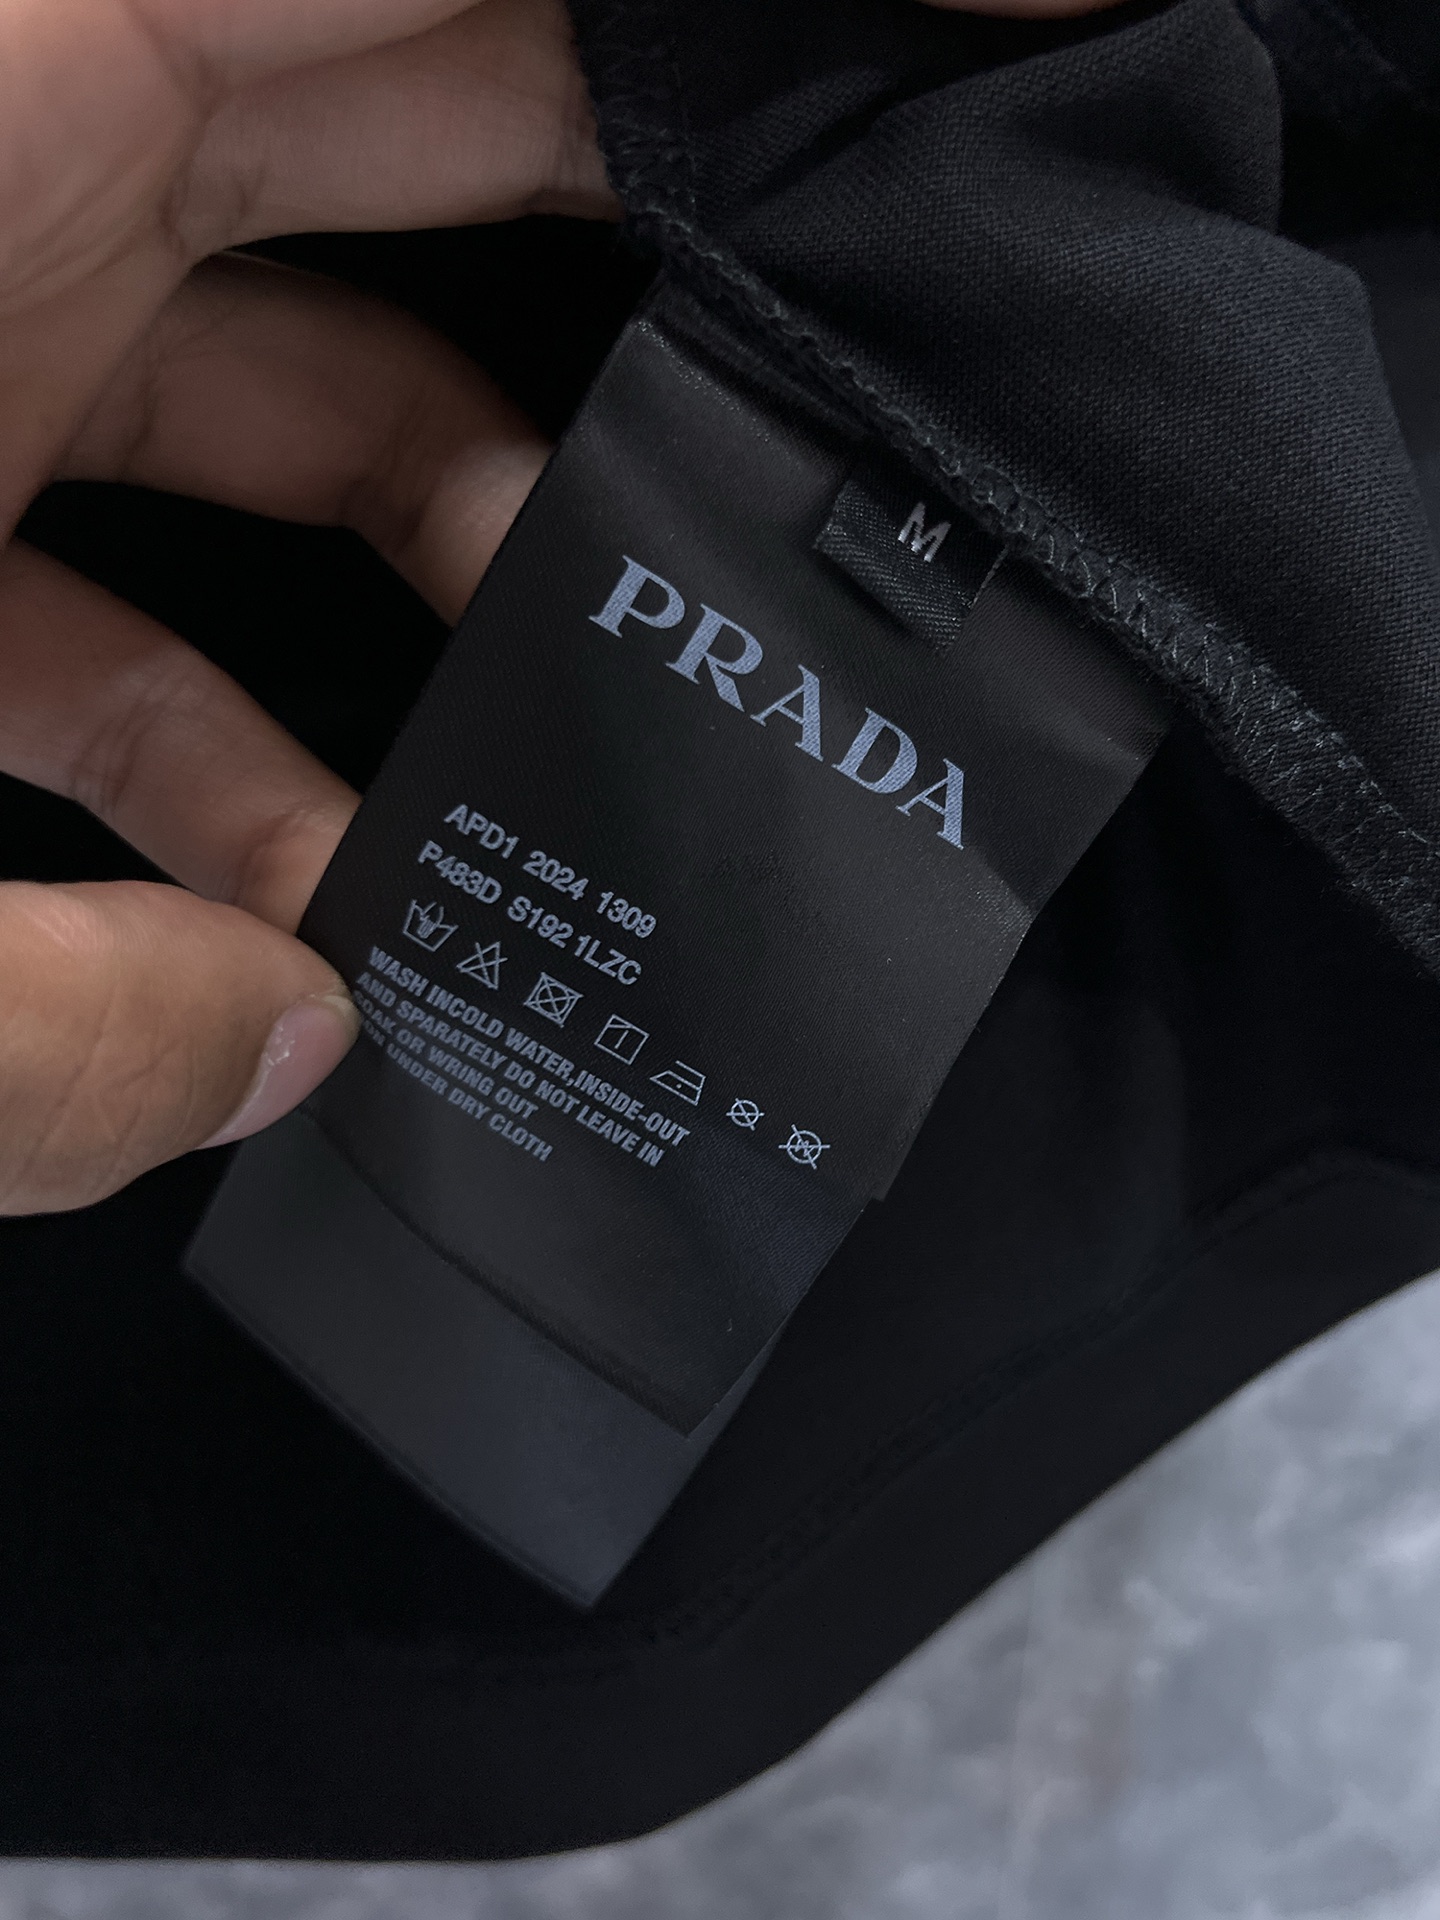 M
PRADA
APD1 2024 1309
P483D S192 1LZC
WASH INCOLD WATER,INSIDE-OUT
AND SPARATELY DO NOT LEAVE IN
SOAK OR WRING OUT
UNDER DRY CLOTH